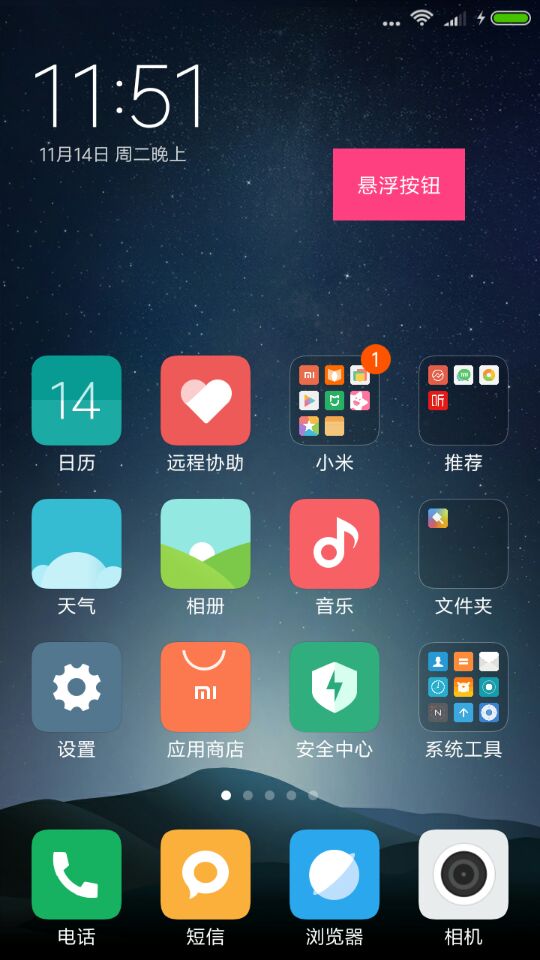 11:51
11月14日 周二晚上
悬浮按钮
14
1
日历
远程协助
小米
推荐
天气
相册
音乐
文件夹
设置
应用商店
安全中心
系统工具
电话
短信
浏览器
相机